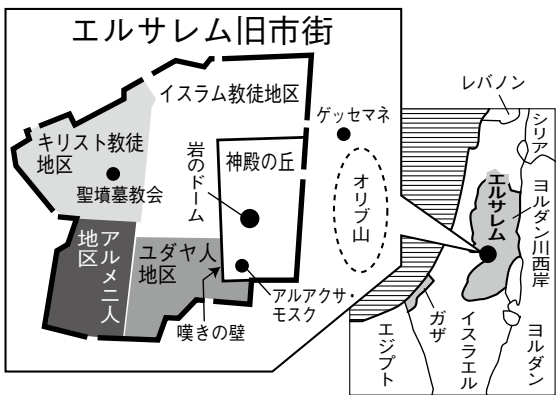 エルサレム旧市街
イスラム教徒地区
キリスト教徒
地区
聖墳墓教会
岩のドーム
神殿の丘
ゲッセマネ
オリブ山
アルメニ人
地区
ユダヤ人
地区
嘆きの壁
アルアクサ・
モスク
レバノン
シリア
エルサレム
ヨルダン川西岸
ガザ
エジプト
イスラエル
ヨルダン